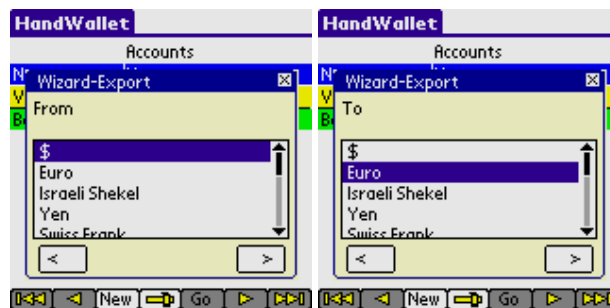 HandWallet
Accounts
Wizard-Export
From
$
Euro
Israeli Shekel
Yen
Swiss Frank
<
>
New
Go
HandWallet
Accounts
Wizard-Export
To
$
Euro
Israeli Shekel
Yen
Swiss Frank
<
>
New
Go